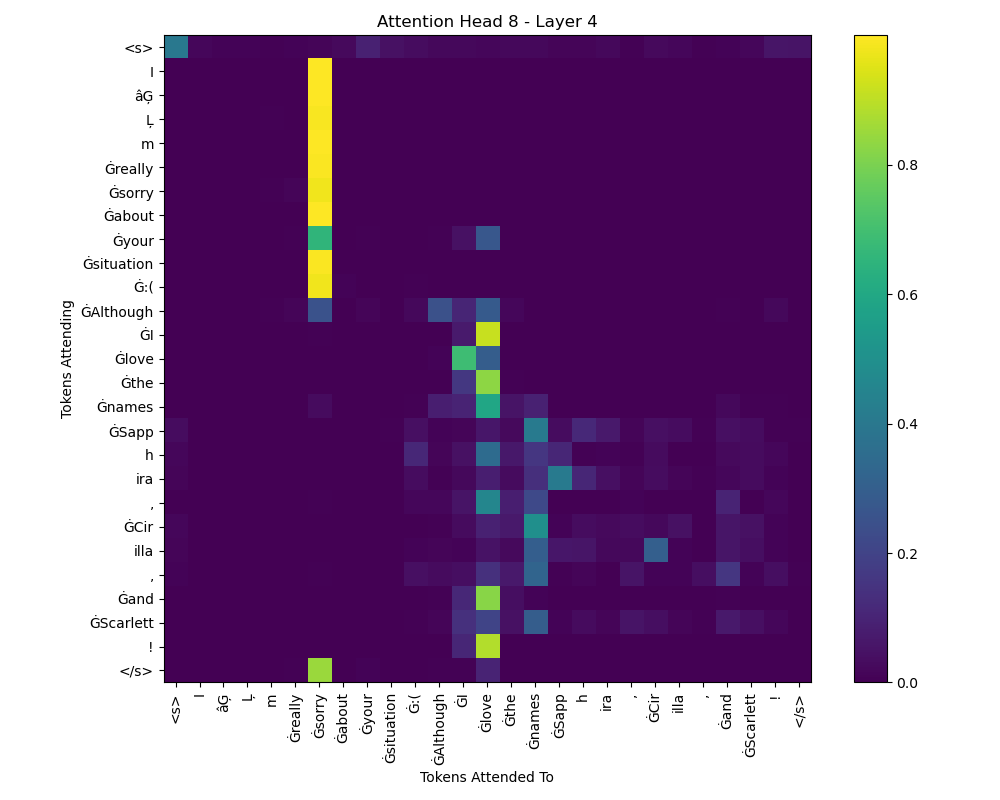 Attention Head 8 - Layer 4
Tokens Attending
<s>
I
âĢ
Ļ
m
Ġreally
Ġsorry
Ġabout
Ġyour
Ġsituation
Ġ:(
ĠAlthough
ĠI
Ġlove
Ġthe
Ġnames
ĠSapp
h
ira
,
ĠCir
illa
,
Ġand
ĠScarlett
!
</s>
<s>
I
âĢ
Ļ
m
Ġreally
Ġsorry
Ġabout
Ġyour
Ġsituation
Ġ:(
ĠAlthough
ĠI
Ġlove
Ġthe
Ġnames
ĠSapp
h
ira
,
ĠCir
illa
,
Ġand
ĠScarlett
!
</s>
Tokens Attended To
0.8
0.6
0.4
0.2
0.0